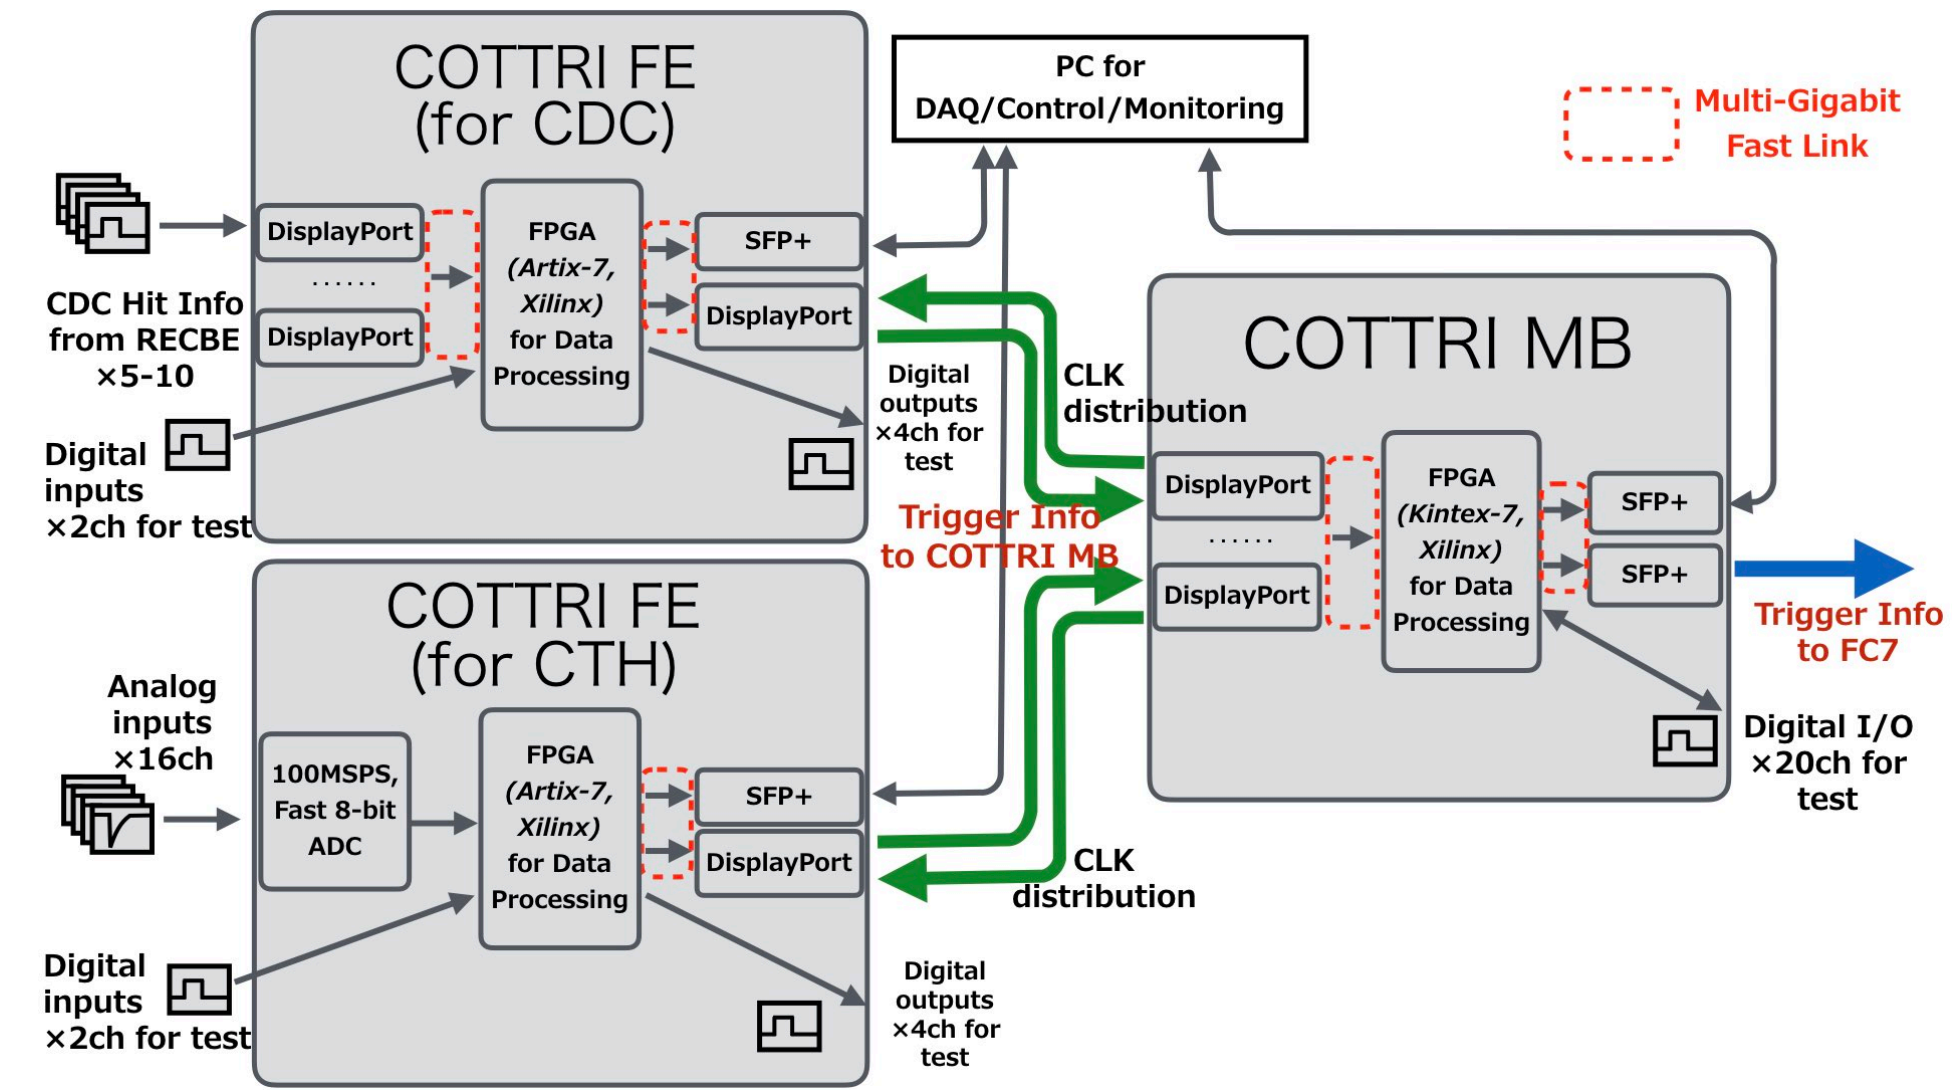 COTTRI FE
(for CDC)
DisplayPort
......
DisplayPort
FPGA
(Artix-7,
Xilinx)
for Data
Processing
SFP+
DisplayPort
CDC Hit Info
from RECBE
×5-10
Digital
inputs
×2ch for test
Digital
outputs
×4ch for
test
PC for
DAQ/Control/Monitoring
Multi-Gigabit
Fast Link
CLK
distribution
Trigger Info
to COTTRI MB
COTTRI MB
DisplayPort
......
DisplayPort
FPGA
(Kintex-7,
Xilinx)
for Data
Processing
SFP+
SFP+
Trigger Info
to FC7
Digital I/O
×20ch for
test
COTTRI FE
(for CTH)
Analog
inputs
×16ch
100MSPS,
Fast 8-bit
ADC
FPGA
(Artix-7,
Xilinx)
for Data
Processing
SFP+
DisplayPort
CLK
distribution
Digital
inputs
×2ch for test
Digital
outputs
×4ch for
test